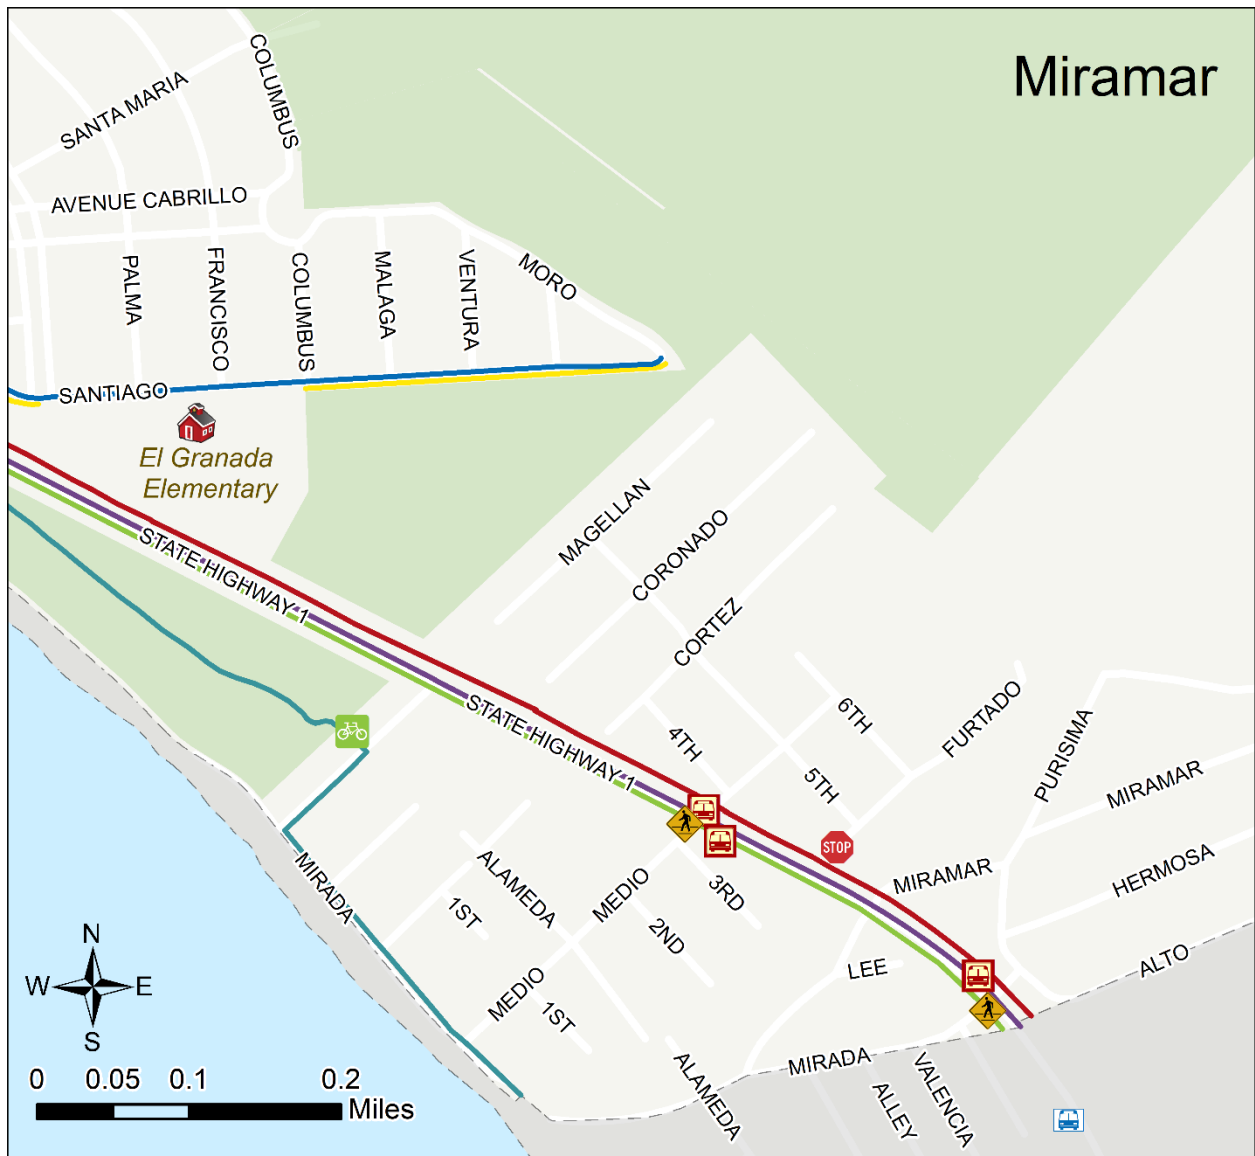 Miramar
COLUMBUS
SANTA MARIA
AVENUE CABRILLO
PALMA
FRANCISCO
COLUMBUS
MALAGA
VENTURA
MORO
SANTIAGO
El Granada
Elementary
STATE HIGHWAY 1
MAGELLAN
CORONADO
CORTEZ
STATE HIGHWAY 1
4TH
6TH
5TH
FURTADO
PURISIMA
MIRAMAR
STOP
MIRAMAR
HERMOSA
MIRADA
ALAMEDA
1ST
MEDIO
3RD
2ND
LEE
ALTO
MEDIO
1ST
MIRADA
ALAMEDA
ALLEY
VALENCIA
N
W E
S
0 0.05 0.1 0.2
Miles